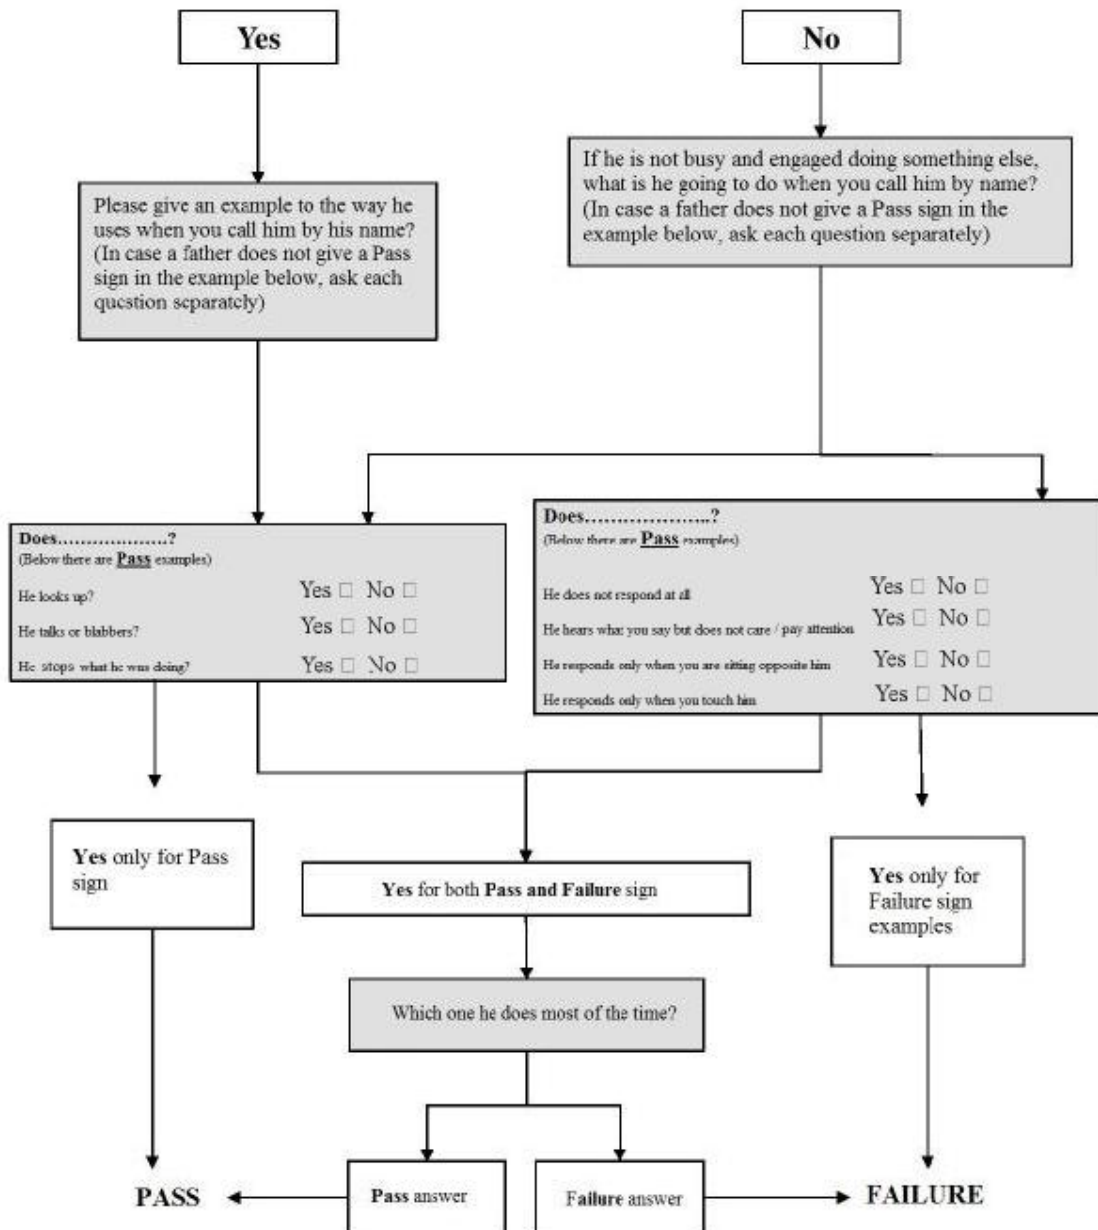 Yes
No
Please give an example to the way he
uses when you call him by his name?
(In case a father does not give a Pass
sign in the example below, ask each
question separately)
If he is not busy and engaged doing something else,
what is he going to do when you call him by name?
(In case a father does not give a Pass sign in the
example below, ask each question separately)
Does……………….?
(Below there are Pass examples)
He looks up? Yes □ No □
He talks or blabbers? Yes □ No □
He stops what he was doing? Yes □ No □
Does………………..?
(Below there are Pass examples)
He does not respond at all Yes □ No □
He hears what you say but does not care / pay attention Yes □ No □
He responds only when you are sitting opposite him Yes □ No □
He responds only when you touch him Yes □ No □
Yes only for Pass
sign
Yes for both Pass and Failure sign
Yes only for
Failure sign
examples
Which one he does most of the time?
Pass answer
Failure answer
PASS
FAILURE